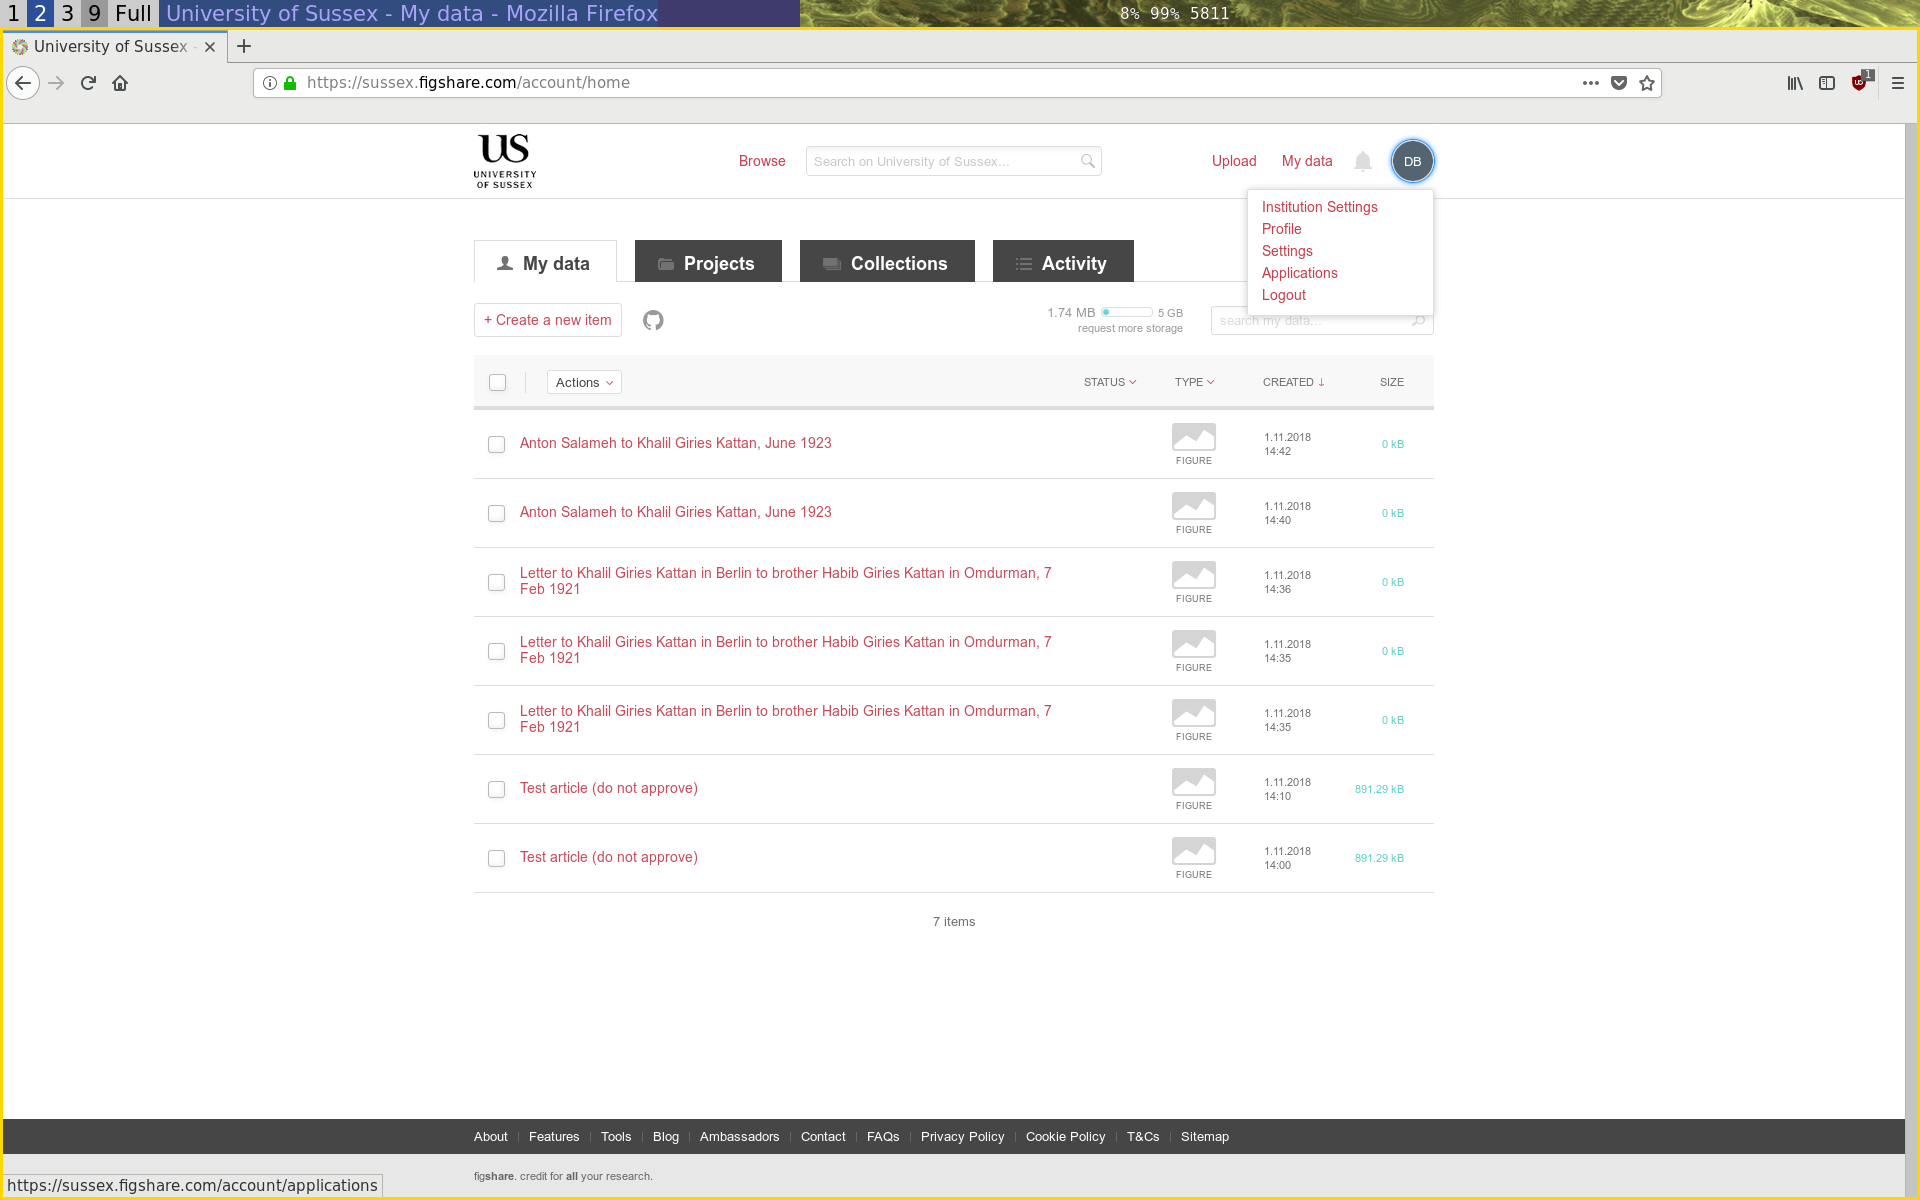 1 2 3 9 Full University of Sussex - My data - Mozilla Firefox 8% 99% 5811
University of Sussex -
https://sussex.figshare.com/account/home
1
US
UNIVERSITY
OF SUSSEX
Browse
Search on University of Sussex...
Upload
My data
DB
Institution Settings
Profile
Settings
Applications
Logout
My data
Projects
Collections
Activity
+ Create a new item
1.74 MB
5 GB
request more storage
search my data...
Actions
STATUS
TYPE
CREATED ↓
SIZE
Anton Salameh to Khalil Giries Kattan, June 1923
FIGURE
1.11.2018
14:42
0 kB
Anton Salameh to Khalil Giries Kattan, June 1923
FIGURE
1.11.2018
14:40
0 kB
Letter to Khalil Giries Kattan in Berlin to brother Habib Giries Kattan in Omdurman, 7
Feb 1921
FIGURE
1.11.2018
14:36
0 kB
Letter to Khalil Giries Kattan in Berlin to brother Habib Giries Kattan in Omdurman, 7
Feb 1921
FIGURE
1.11.2018
14:35
0 kB
Letter to Khalil Giries Kattan in Berlin to brother Habib Giries Kattan in Omdurman, 7
Feb 1921
FIGURE
1.11.2018
14:35
0 kB
Test article (do not approve)
FIGURE
1.11.2018
14:10
891.29 kB
Test article (do not approve)
FIGURE
1.11.2018
14:00
891.29 kB
7 items
About | Features | Tools | Blog | Ambassadors | Contact | FAQs | Privacy Policy | Cookie Policy | T&Cs | Sitemap
figshare. credit for all your research.
https://sussex.figshare.com/account/applications